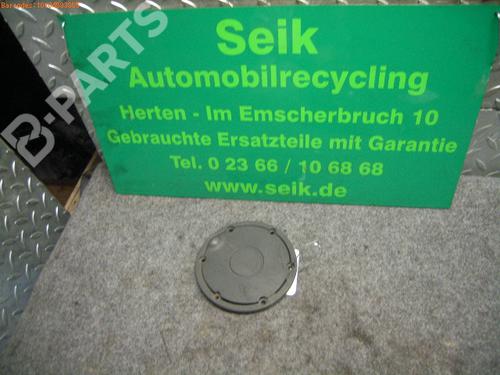 Seik
Automobilrecycling
Herten - Im Emscherbruch 10
Gebrauchte Ersatzteile mit Garantie
Tel. 0 23 66 / 10 68 68
www.seik.de
B-PARTS